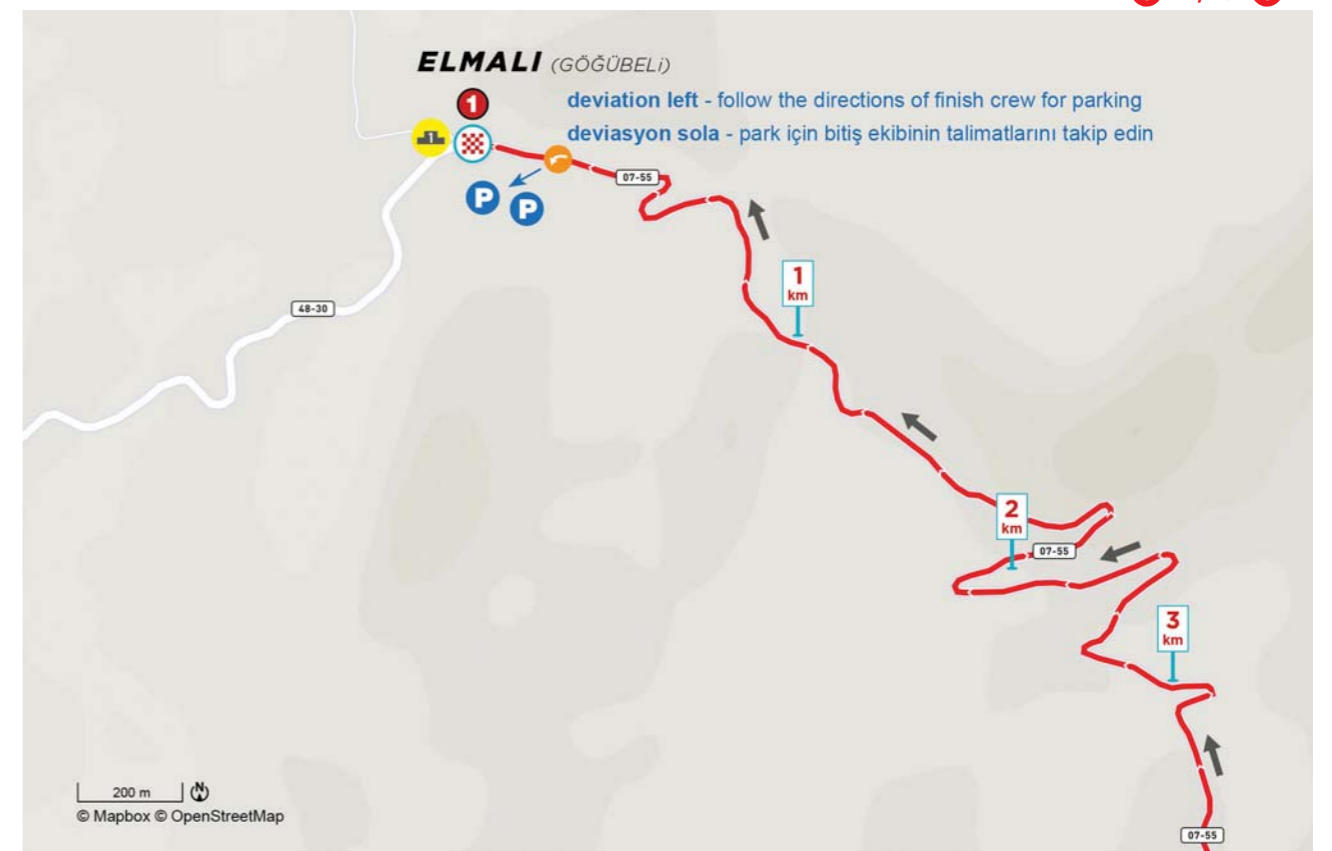 ELMALI (GÖĞÜBELİ)
1
deviation left - follow the directions of finish crew for parking
deviasyon sola - park için bitiş ekibinin talimatlarını takip edin
1
07-55
P
P
1
km
48-30
2
km
07-55
3
km
200 m
N
© Mapbox © OpenStreetMap
07-55